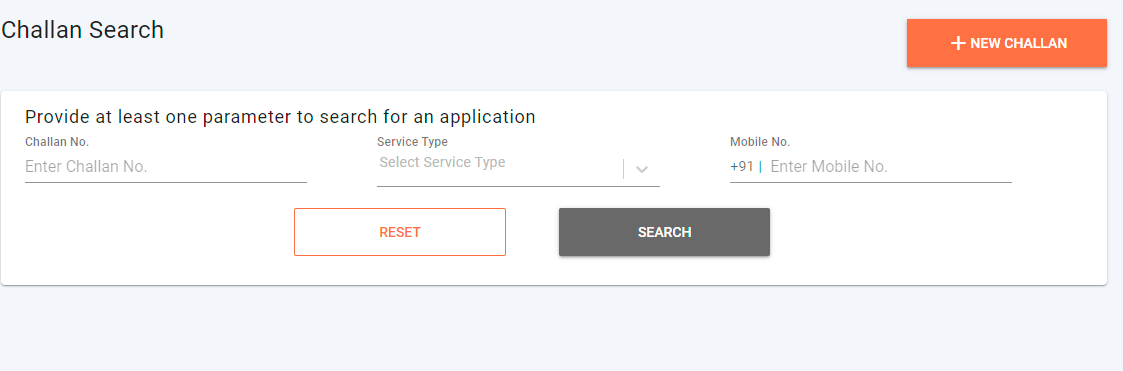 Challan Search
+ NEW CHALLAN
Provide at least one parameter to search for an application
Challan No.
Enter Challan No.
Service Type
Select Service Type
Mobile No.
+91 | Enter Mobile No.
RESET
SEARCH